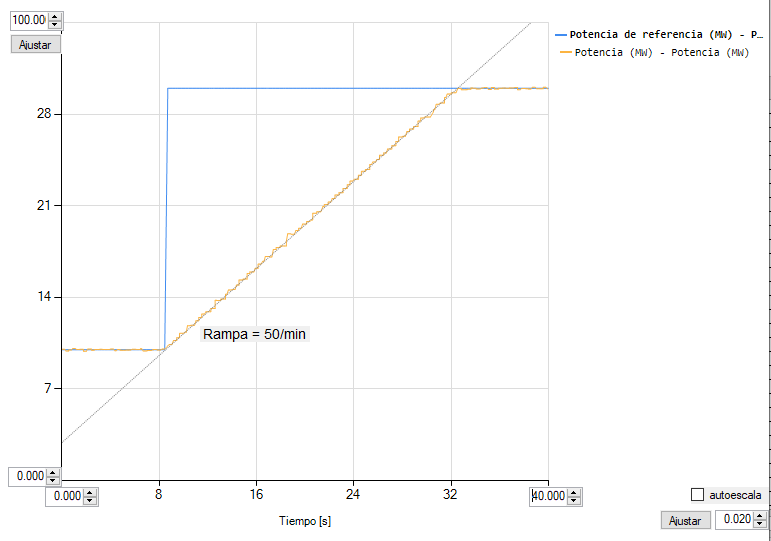 100.00
Ajustar
Potencia de referencia (MW) - P…
Potencia (MW) - Potencia (MW)
28
21
14
7
Rampa = 50/min
0.000
0.000
8
16
24
32
40.000
Tiempo [s]
autoescala
Ajustar
0.020